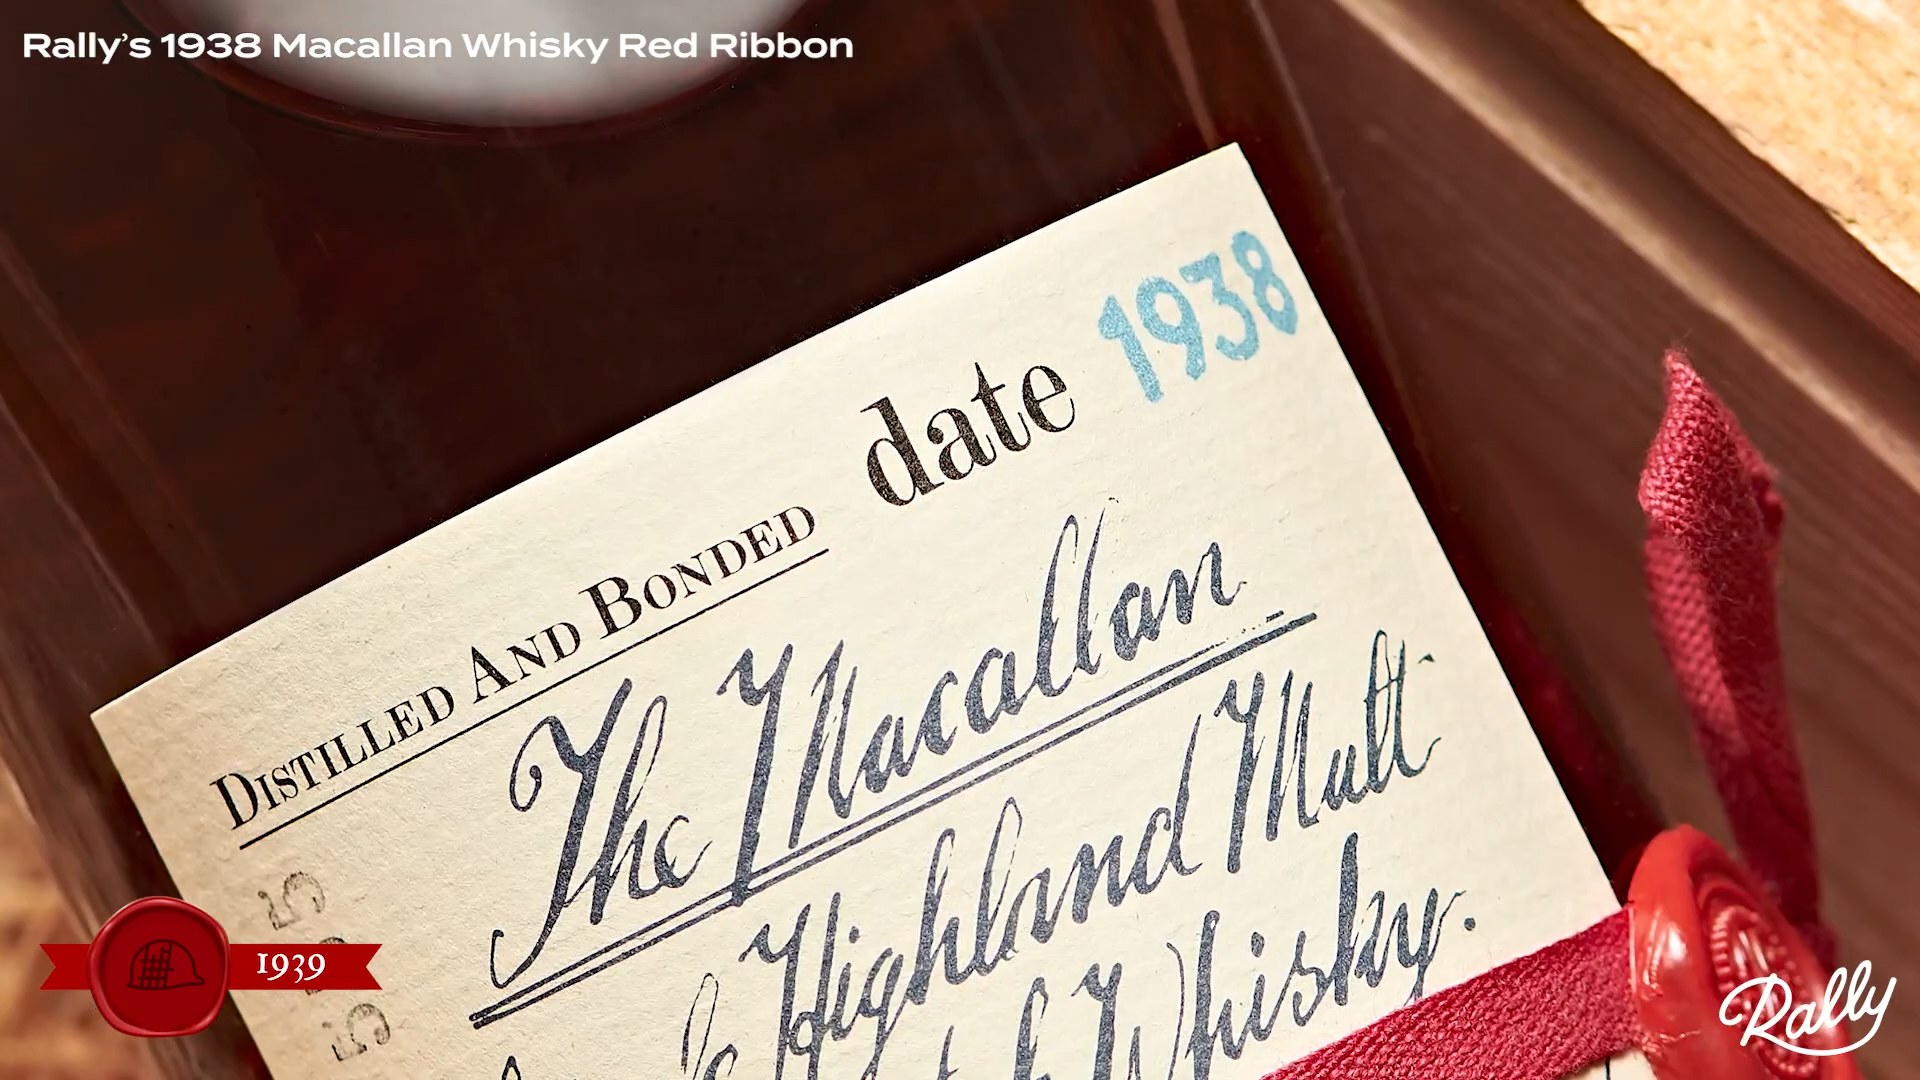 Rally’s 1938 Macallan Whisky Red Ribbon
DISTILLED AND BONDED date 1938
The Macallan
Highland Malt
Whisky.
1939
Rally